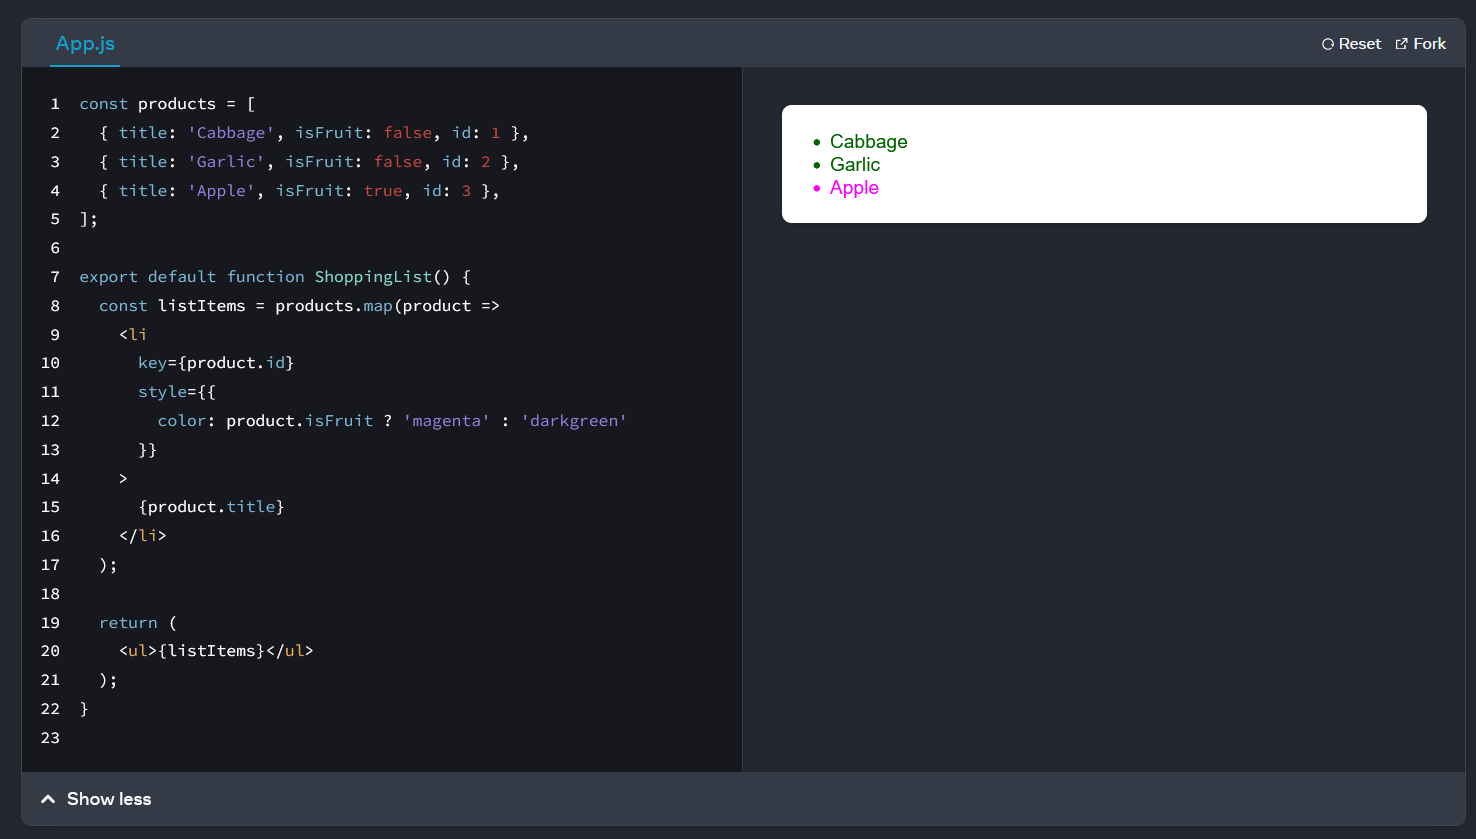 App.js
Reset Fork
1 const products = [
2   { title: 'Cabbage', isFruit: false, id: 1 },
3   { title: 'Garlic', isFruit: false, id: 2 },
4   { title: 'Apple', isFruit: true, id: 3 },
5 ];
6
7 export default function ShoppingList() {
8   const listItems = products.map(product =>
9     <li
10       key={product.id}
11       style={{
12         color: product.isFruit ? 'magenta' : 'darkgreen'
13       }}
14     >
15       {product.title}
16     </li>
17   );
18
19   return (
20     <ul>{listItems}</ul>
21   );
22 }
23
Cabbage
Garlic
Apple
Show less